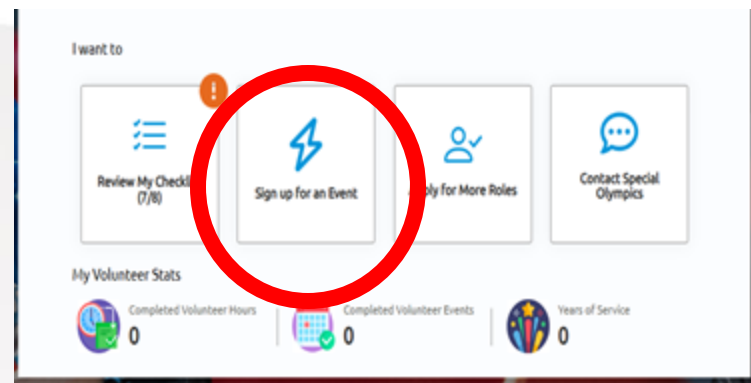 I want to
!
Review My Checkl
(7/8)
Sign up for an Event
ply for More Roles
Contact Special
Olympics
My Volunteer Stats
Completed Volunteer Hours
0
Completed Volunteer Events
0
Years of Service
0